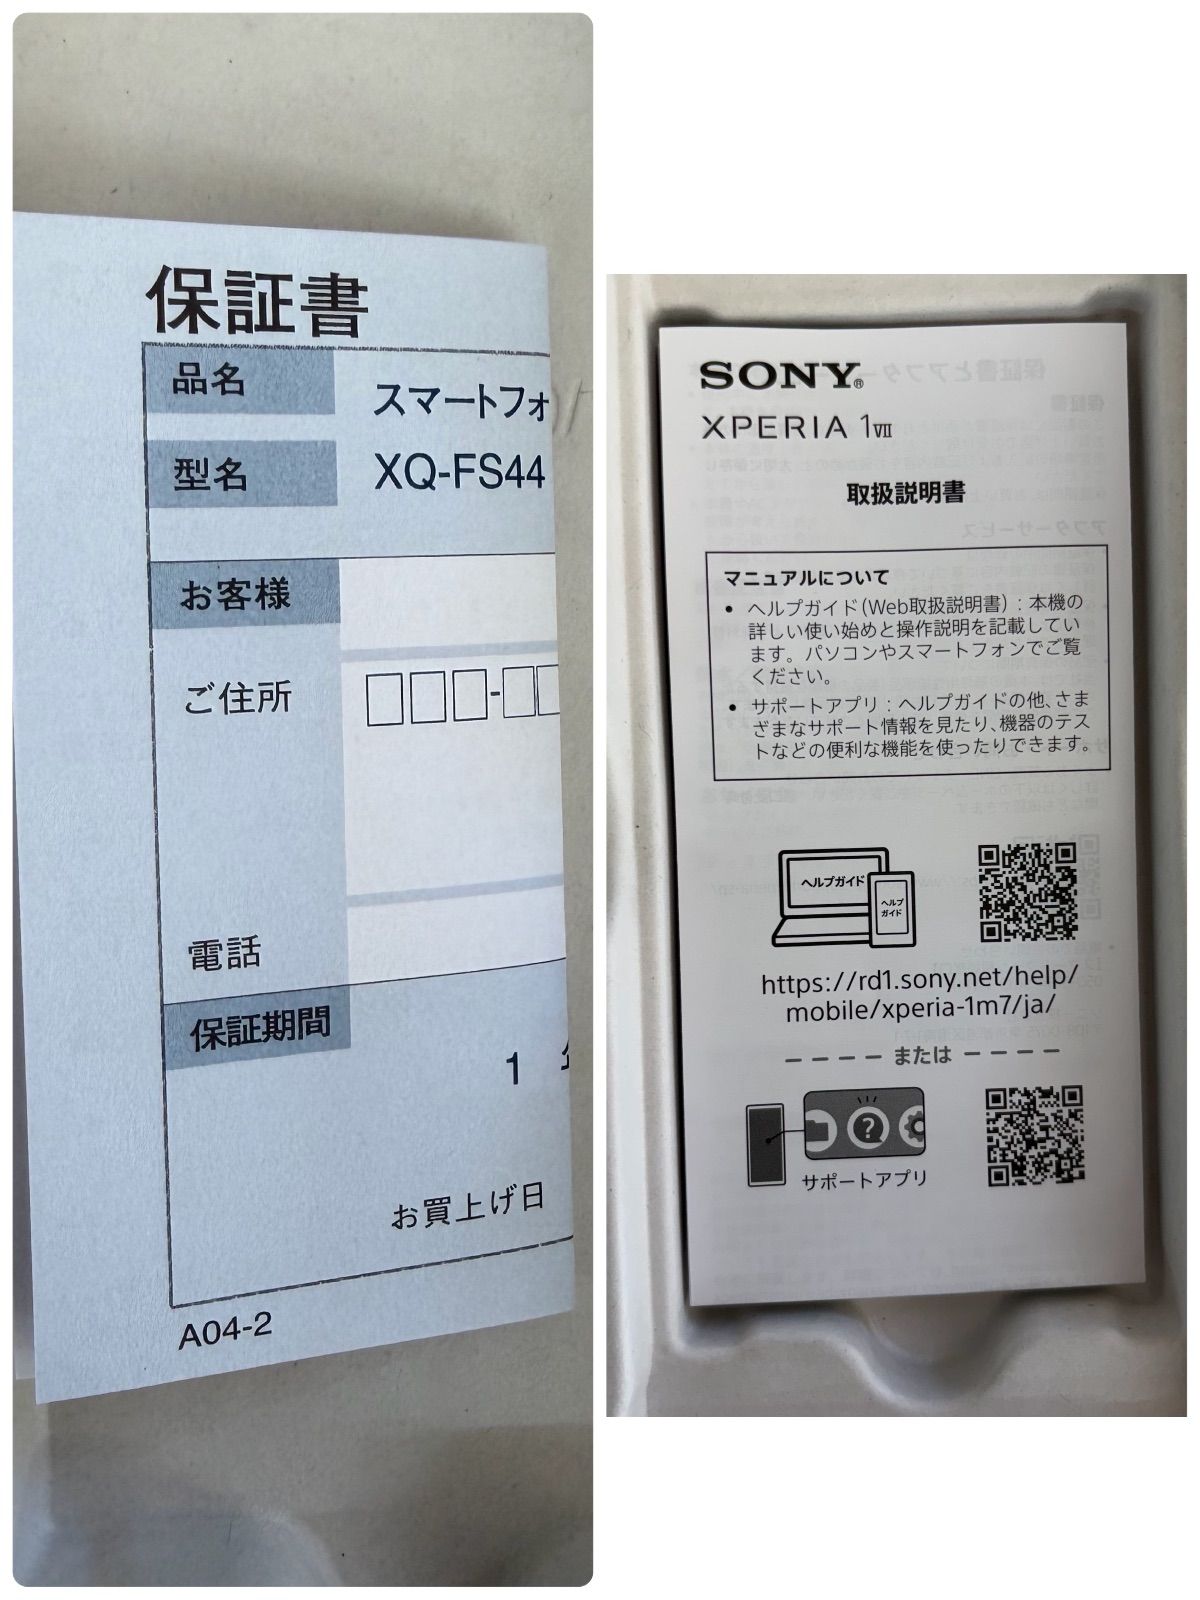 保証書
品名
スマートフォ
型名
XQ-FS44
お客様
ご住所
電話
保証期間
1
お買上げ日
A04-2
SONY®
XPERIA 1 VII
取扱説明書
マニュアルについて
• ヘルプガイド（Web取扱説明書）：本機の
詳しい使い始めと操作説明を記載してい
ます。パソコンやスマートフォンでご覧
ください。
• サポートアプリ：ヘルプガイドの他、さま
ざまなサポート情報を見たり、機器のテス
トなどの便利な機能を使ったりできます。
ヘルプガイド
ヘルプ
ガイド
https://rd1.sony.net/help/
mobile/xperia-1m7/ja/
または
?
サポートアプリ